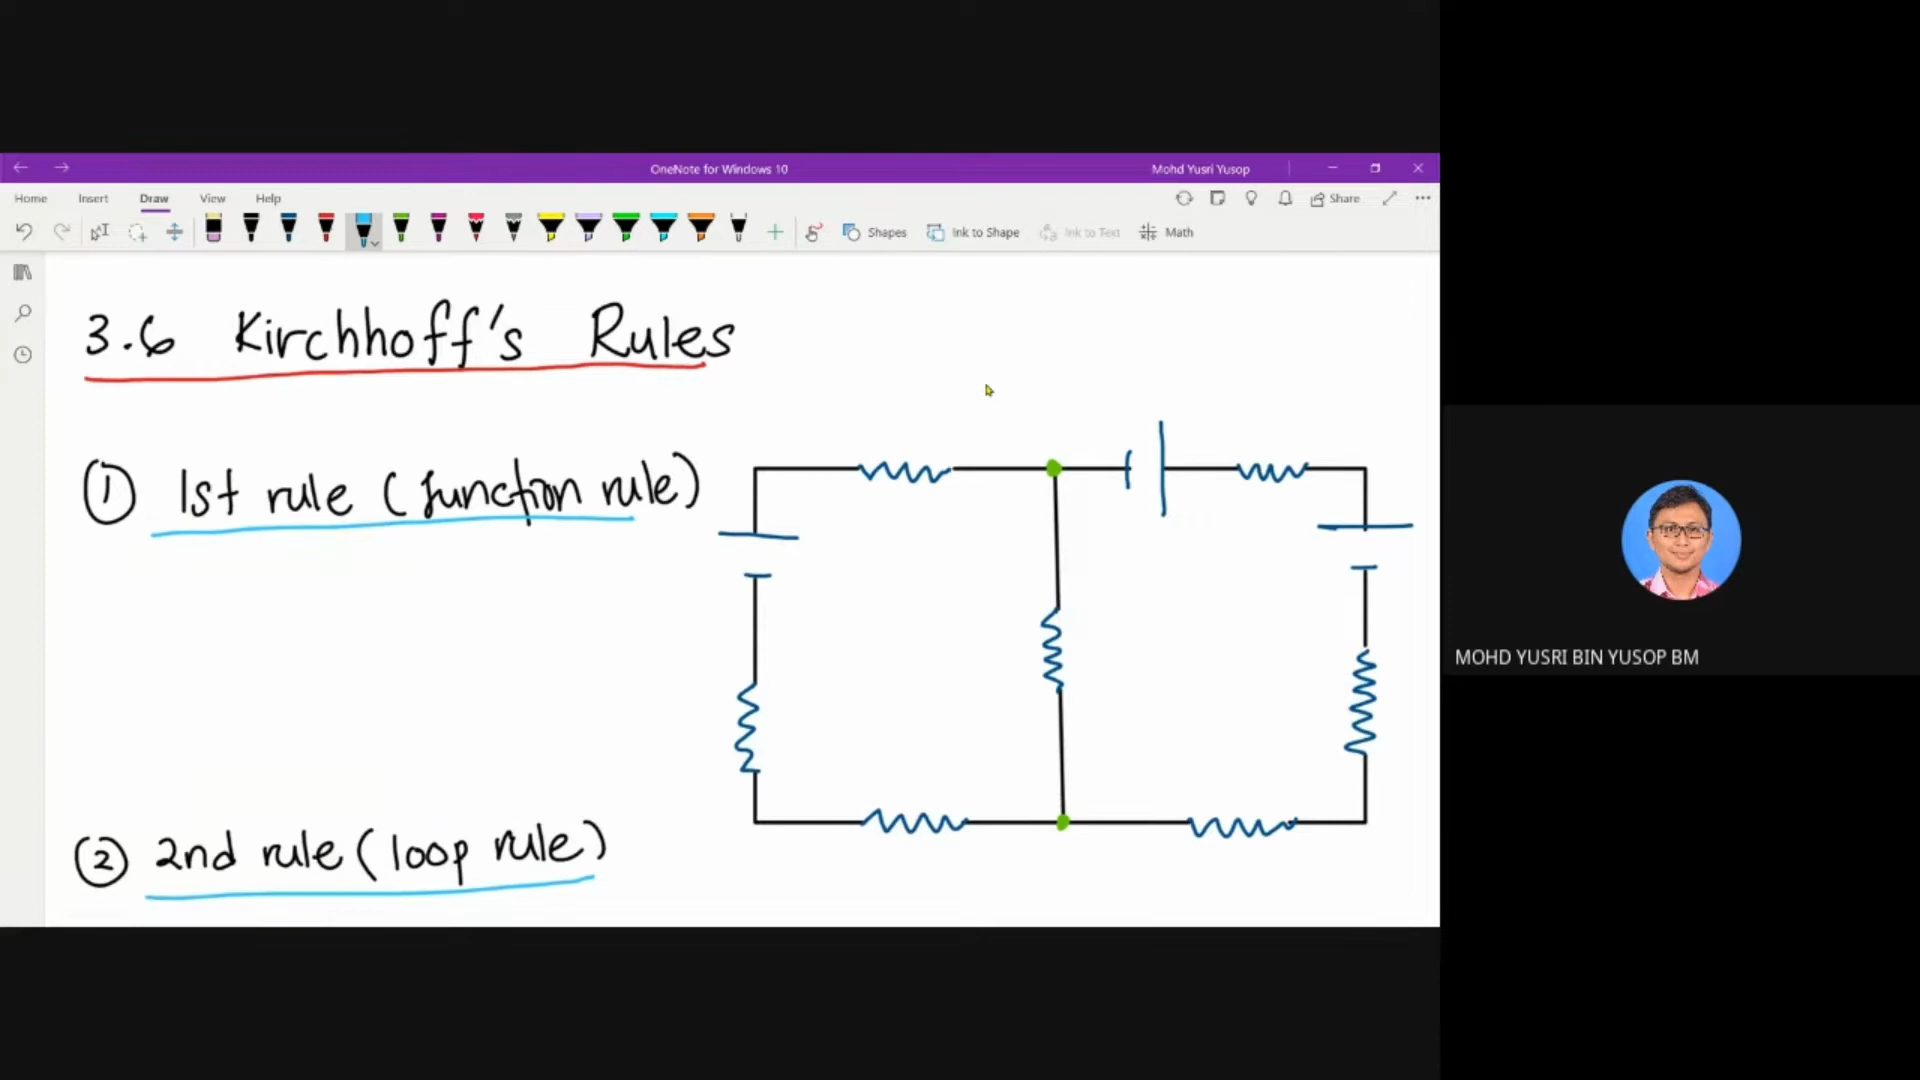 OneNote for Windows 10
Mohd Yusri Yusop
Home Insert Draw View Help
Share
Shapes Ink to Shape Ink to Text Math
3.6 Kirchhoff's Rules
① 1st rule (function rule)
② 2nd rule (loop rule)
MOHD YUSRI BIN YUSOP BM